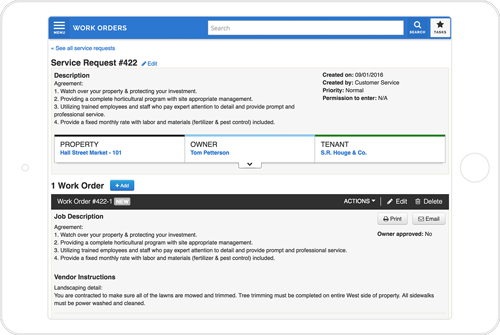 MENU WORK ORDERS Search SEARCH TASKS
« See all service requests
Service Request #422 Edit
Description
Agreement:
1. Watch over your property & protecting your investment.
2. Providing a complete horticultural program with site appropriate management.
3. Utilizing trained employees and staff who pay expert attention to detail and provide prompt and
professional service.
4. Provide a fixed monthly rate with labor and materials (fertilizer & pest control) included.
Created on: 09/01/2016
Created by: Customer Service
Priority: Normal
Permission to enter: N/A
PROPERTY
Hall Street Market - 101
OWNER
Tom Petterson
TENANT
S.R. Houge & Co.
1 Work Order + Add
Work Order #422-1 NEW ACTIONS Edit Delete
Job Description
Print Email
Agreement:
Owner approved: No
1. Watch over your property & protecting your investment.
2. Providing a complete horticultural program with site appropriate management.
3. Utilizing trained employees and staff who pay expert attention to detail and provide prompt and professional service.
4. Provide a fixed monthly rate with labor and materials (fertilizer & pest control) included.
Vendor Instructions
Landscaping detail:
You are contracted to make sure all of the lawns are mowed and trimmed. Tree trimming must be completed on entire West side of property. All sidewalks
must be power washed and cleaned.